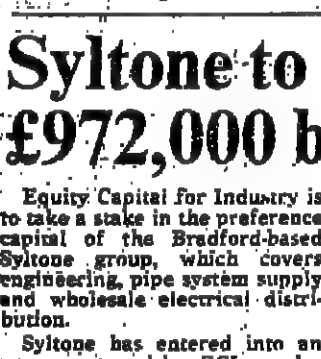 Syltone to
£972,000 b
Equity Capital for Industry is
to take a stake in the preference
capital of the Bradford-based
Syltone group, which covers
engineering, pipe system supply
and wholesale electrical distri-
bution.
Syltone has entered into an